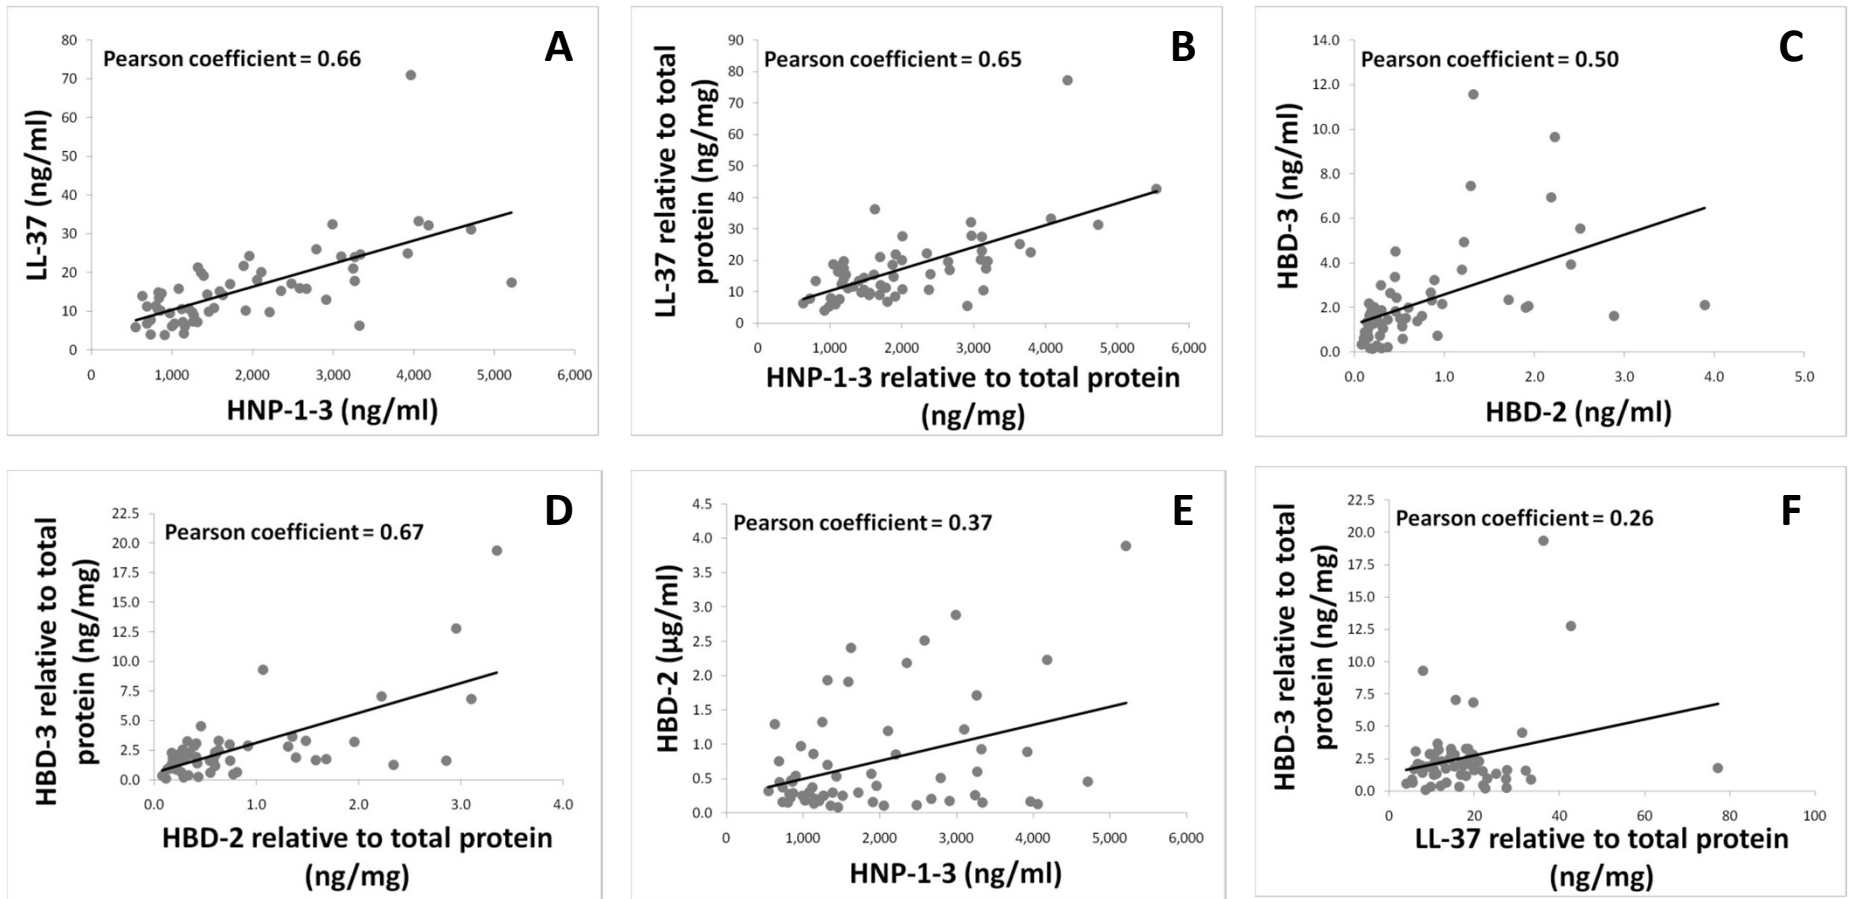 A
Pearson coefficient = 0.66
LL-37 (ng/ml)
80
70
60
50
40
30
20
10
0
0 1,000 2,000 3,000 4,000 5,000 6,000
HNP-1-3 (ng/ml)
B
Pearson coefficient = 0.65
LL-37 relative to total
protein (ng/mg)
90
80
70
60
50
40
30
20
10
0
0 1,000 2,000 3,000 4,000 5,000 6,000
HNP-1-3 relative to total protein
(ng/mg)
C
Pearson coefficient = 0.50
HBD-3 (ng/ml)
14.0
12.0
10.0
8.0
6.0
4.0
2.0
0.0
0.0 1.0 2.0 3.0 4.0 5.0
HBD-2 (ng/ml)
D
Pearson coefficient = 0.67
HBD-3 relative to total
protein (ng/mg)
22.5
20.0
17.5
15.0
12.5
10.0
7.5
5.0
2.5
0.0
0.0 1.0 2.0 3.0 4.0
HBD-2 relative to total protein
(ng/mg)
E
Pearson coefficient = 0.37
HBD-2 (µg/ml)
4.5
4.0
3.5
3.0
2.5
2.0
1.5
1.0
0.5
0.0
0 1,000 2,000 3,000 4,000 5,000 6,000
HNP-1-3 (ng/ml)
F
Pearson coefficient = 0.26
HBD-3 relative to total
protein (ng/mg)
22.5
20.0
17.5
15.0
12.5
10.0
7.5
5.0
2.5
0.0
0 20 40 60 80 100
LL-37 relative to total protein
(ng/mg)